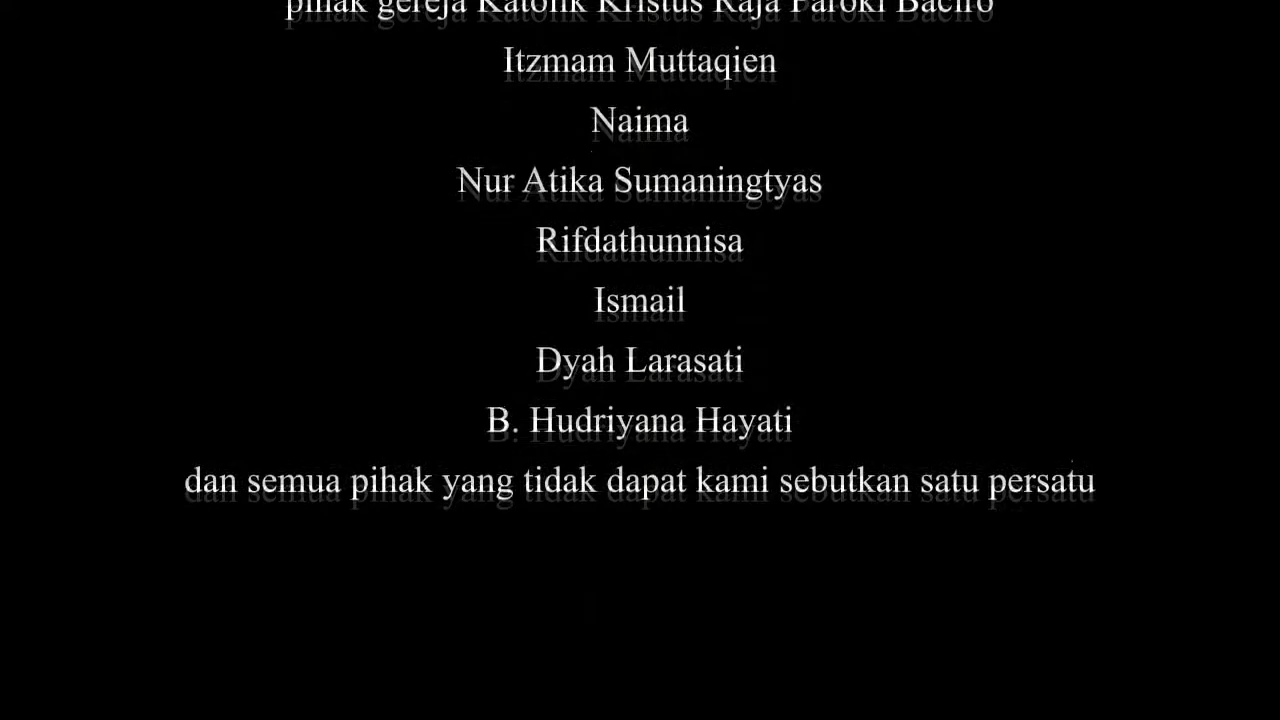 pihak gereja Katolik Kristus Raja Paroki Baciro
Itzmam Muttaqien
Naima
Nur Atika Sumaningtyas
Rifdathunnisa
Ismail
Dyah Larasati
B. Hudriyana Hayati
dan semua pihak yang tidak dapat kami sebutkan satu persatu